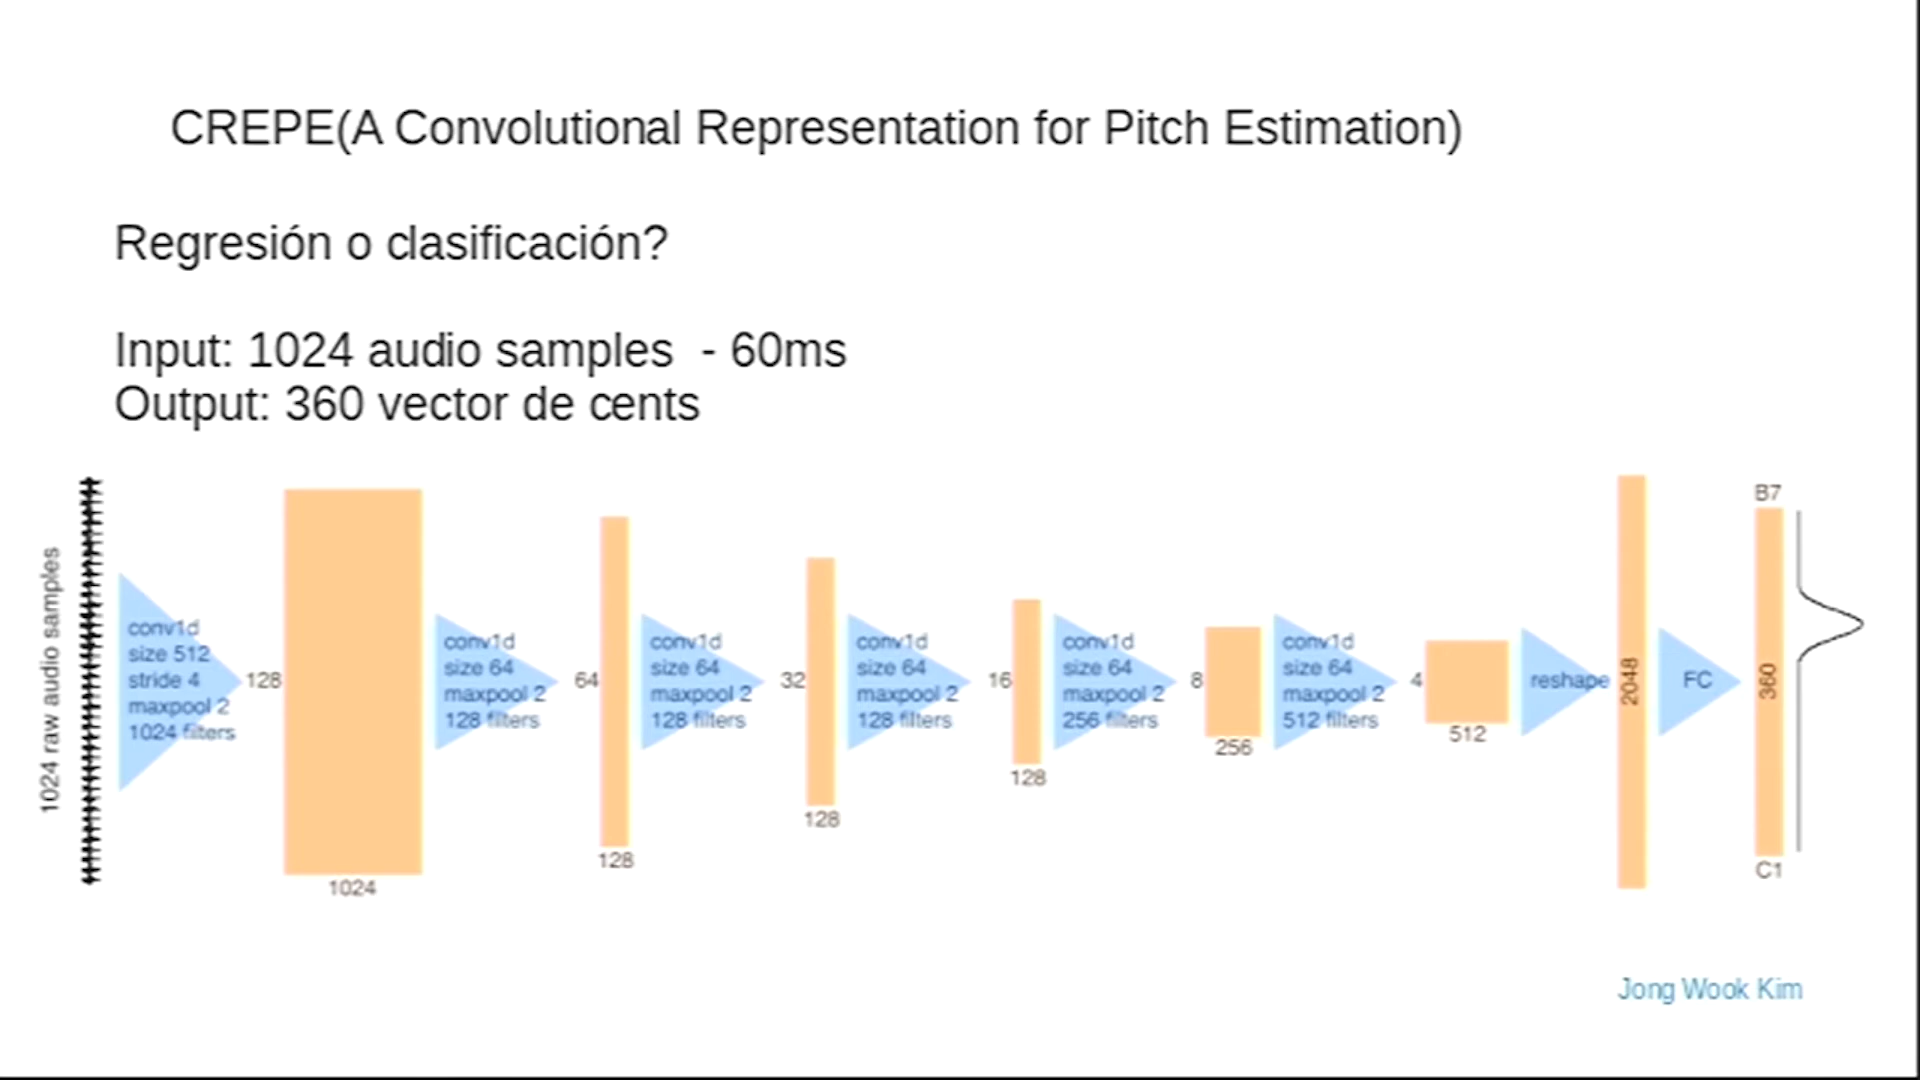 CREPE(A Convolutional Representation for Pitch Estimation)
Regresión o clasificación?
Input: 1024 audio samples - 60ms
Output: 360 vector de cents
1024 raw audio samples
conv1d
size 512
stride 4
maxpool 2
1024 filters
128
1024
conv1d
size 64
maxpool 2
128 filters
64
128
conv1d
size 64
maxpool 2
128 filters
32
128
conv1d
size 64
maxpool 2
128 filters
16
128
conv1d
size 64
maxpool 2
256 filters
8
256
conv1d
size 64
maxpool 2
512 filters
4
512
reshape
2048
FC
B7
360
C1
Jong Wook Kim